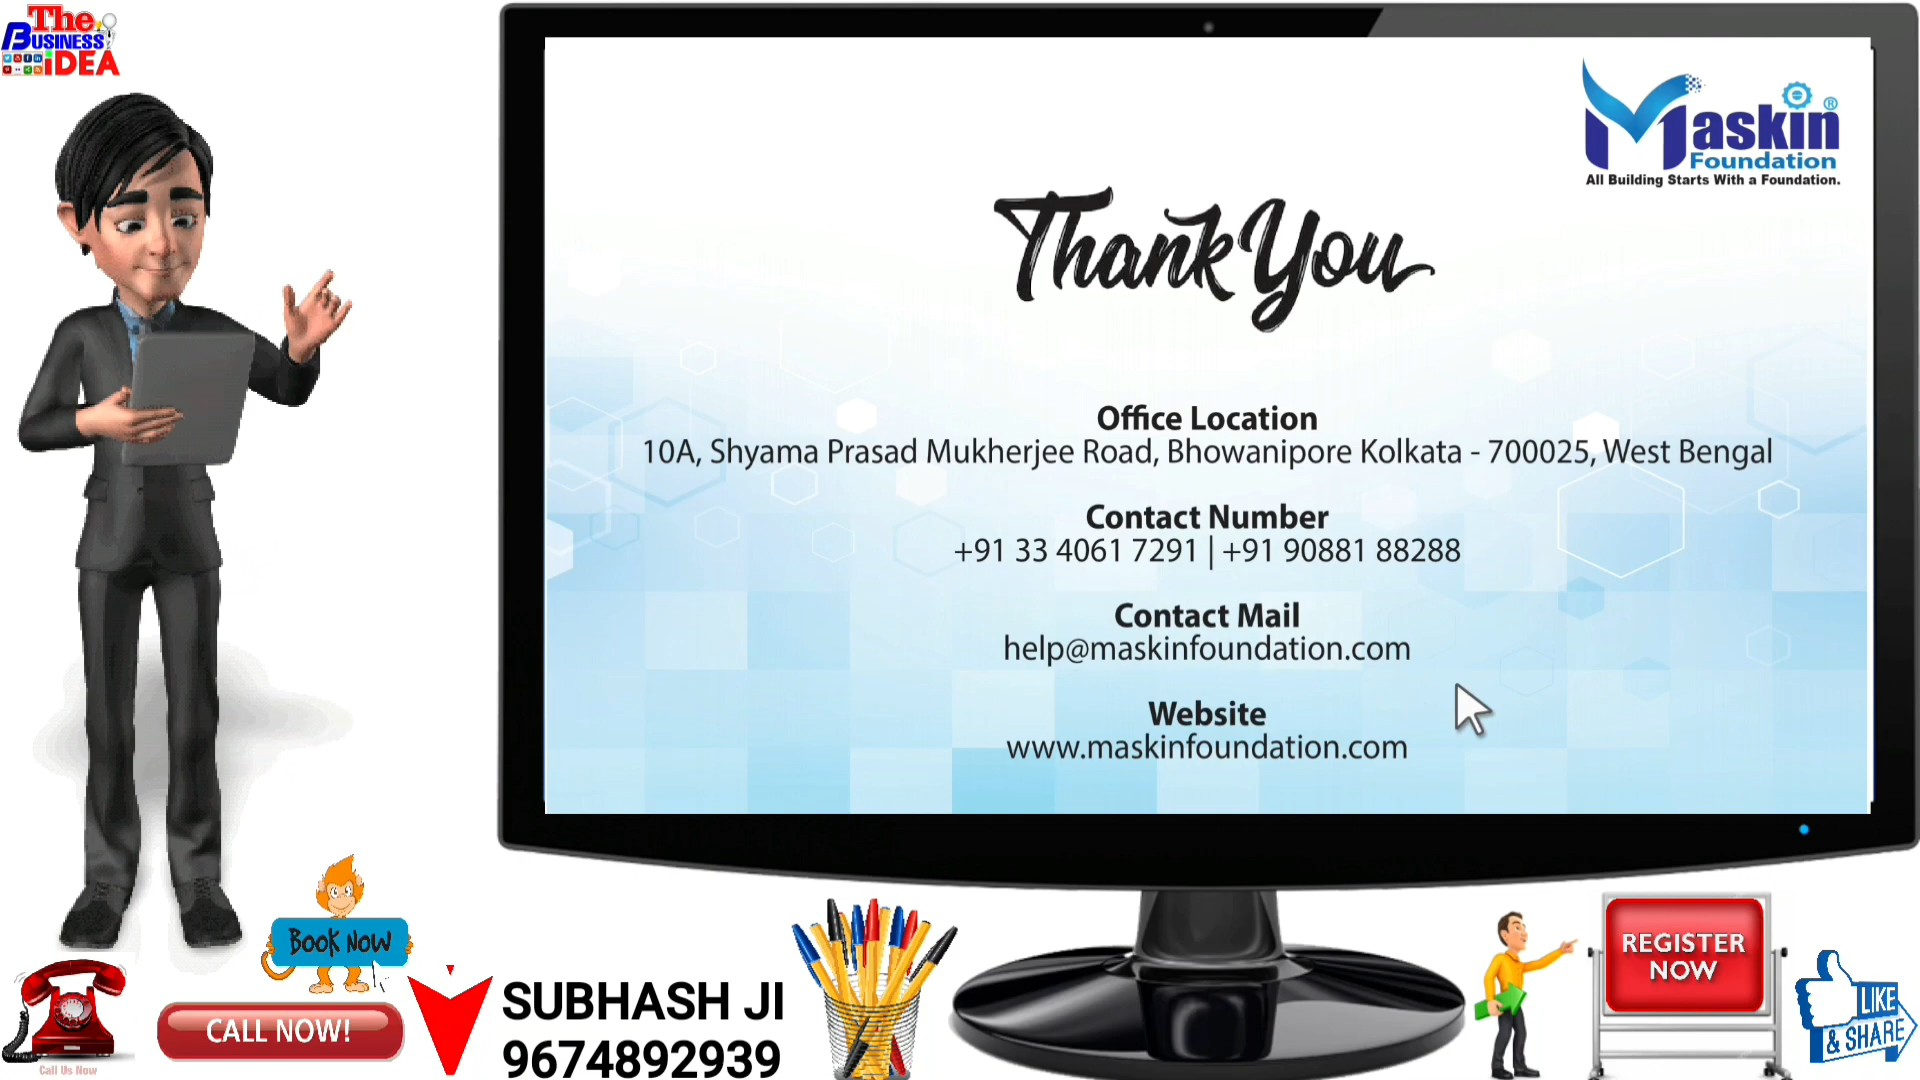 The
BUSINESS
iDEA
Maskin®
Foundation
All Building Starts With a Foundation.
Thank You
Office Location
10A, Shyama Prasad Mukherjee Road, Bhowanipore Kolkata - 700025, West Bengal
Contact Number
+91 33 4061 7291 | +91 90881 88288
Contact Mail
help@maskinfoundation.com
Website
www.maskinfoundation.com
BOOK NOW
CALL NOW!
Call Us Now
SUBHASH JI
9674892939
REGISTER
NOW
LIKE
& SHARE